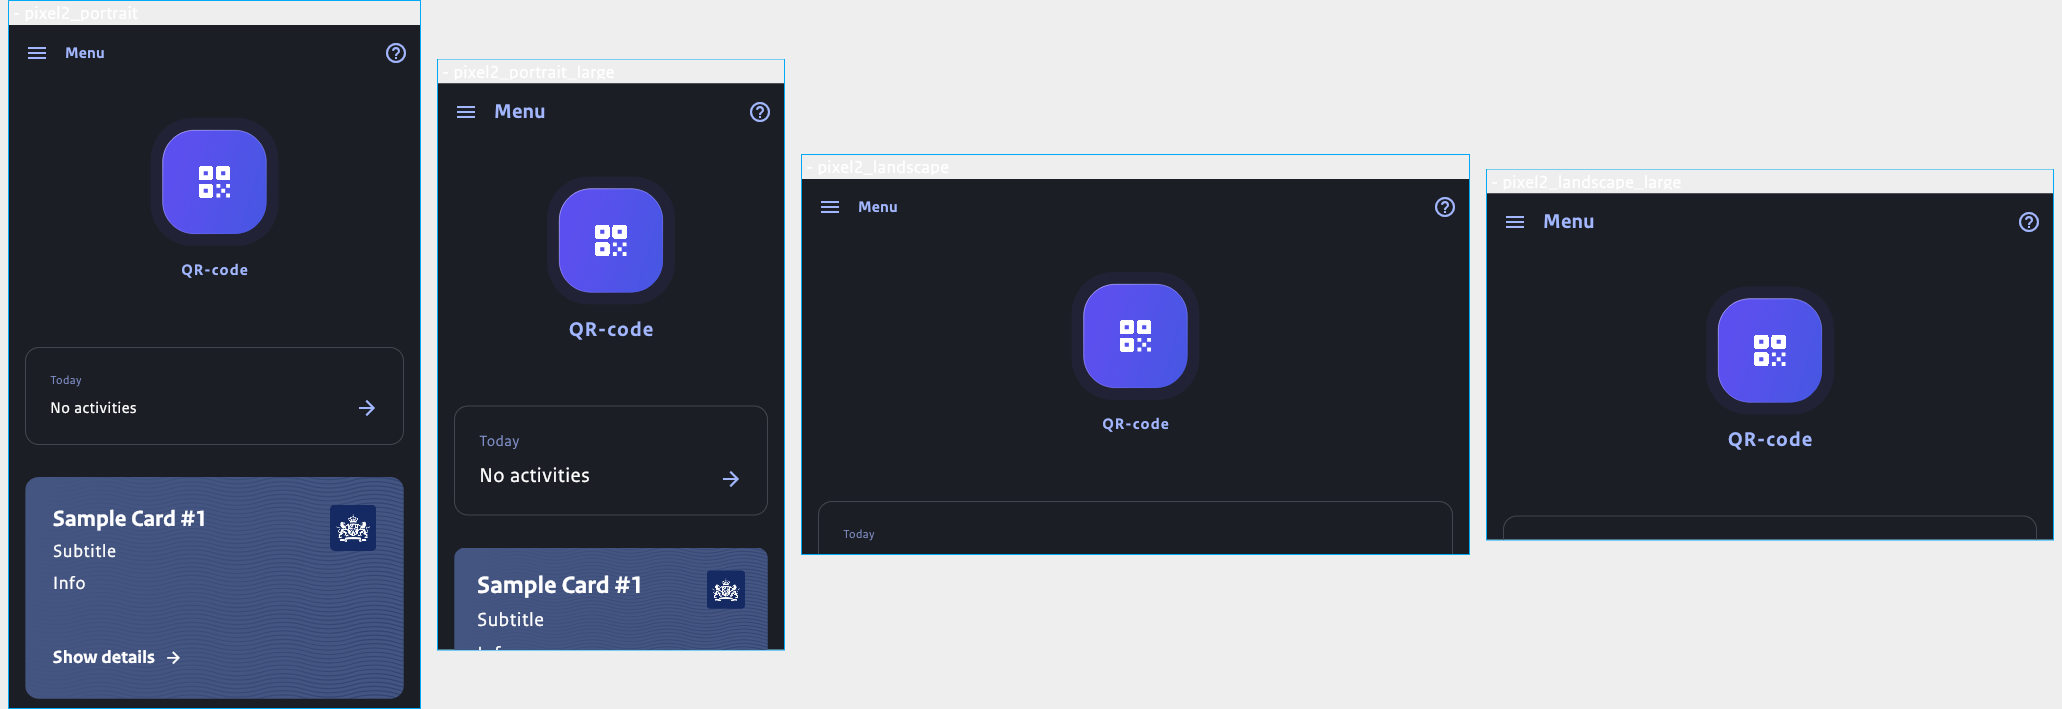 - pixel2_portrait
Menu
QR-code
Today
No activities
Sample Card #1
Subtitle
Info
Show details
- pixel2_portrait_large
Menu
QR-code
Today
No activities
Sample Card #1
Subtitle
Info
- pixel2_landscape
Menu
QR-code
Today
- pixel2_landscape_large
Menu
QR-code